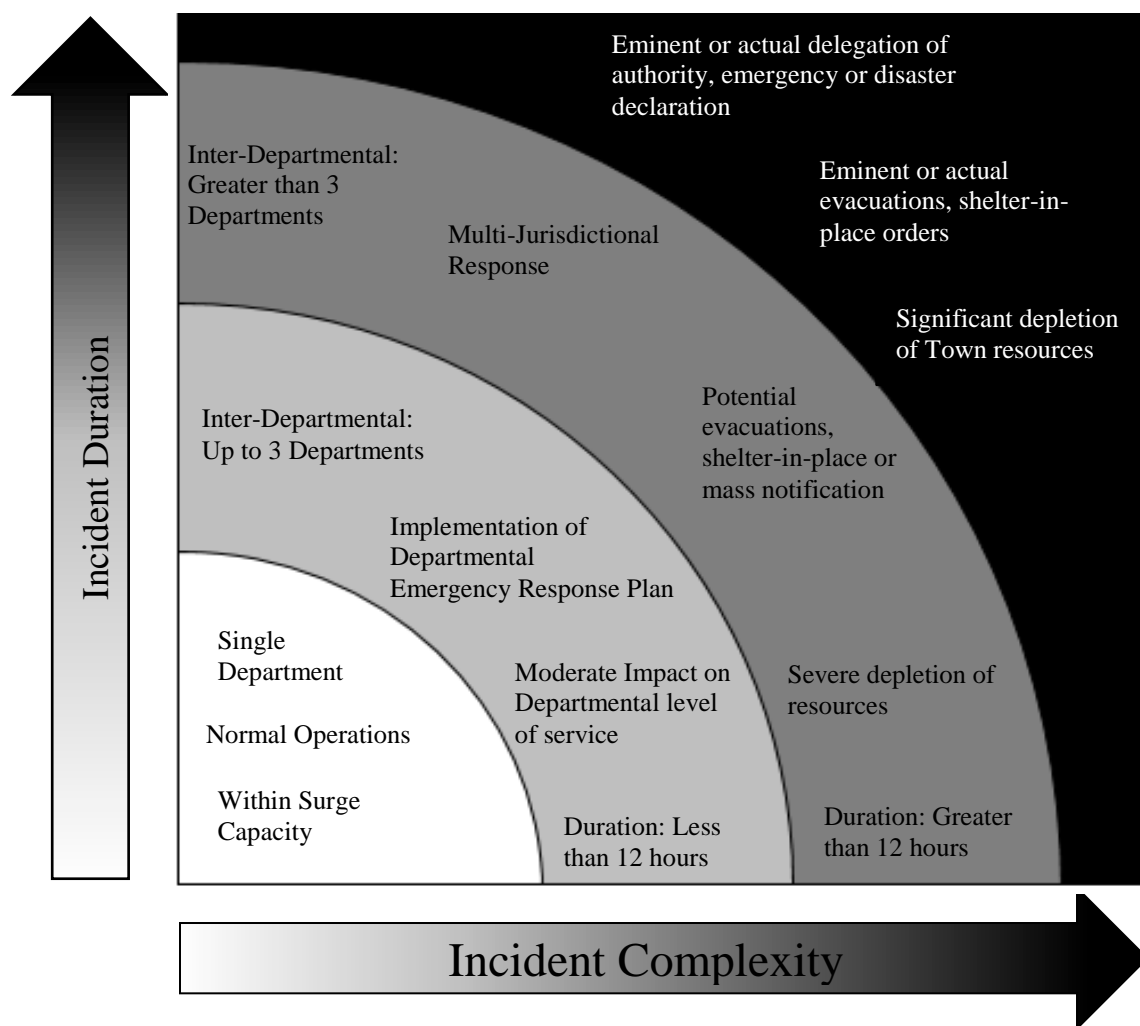 Eminent or actual delegation of
authority, emergency or disaster
declaration
Inter-Departmental:
Greater than 3
Departments
Eminent or actual
evacuations, shelter-in-
place orders
Multi-Jurisdictional
Response
Significant depletion
of Town resources
Inter-Departmental:
Up to 3 Departments
Potential
evacuations,
shelter-in-place or
mass notification
Implementation of
Departmental
Emergency Response Plan
Single
Department
Moderate Impact on
Departmental level
of service
Severe depletion of
resources
Normal Operations
Within Surge
Capacity
Duration: Less
than 12 hours
Duration: Greater
than 12 hours
Incident Duration
Incident Complexity